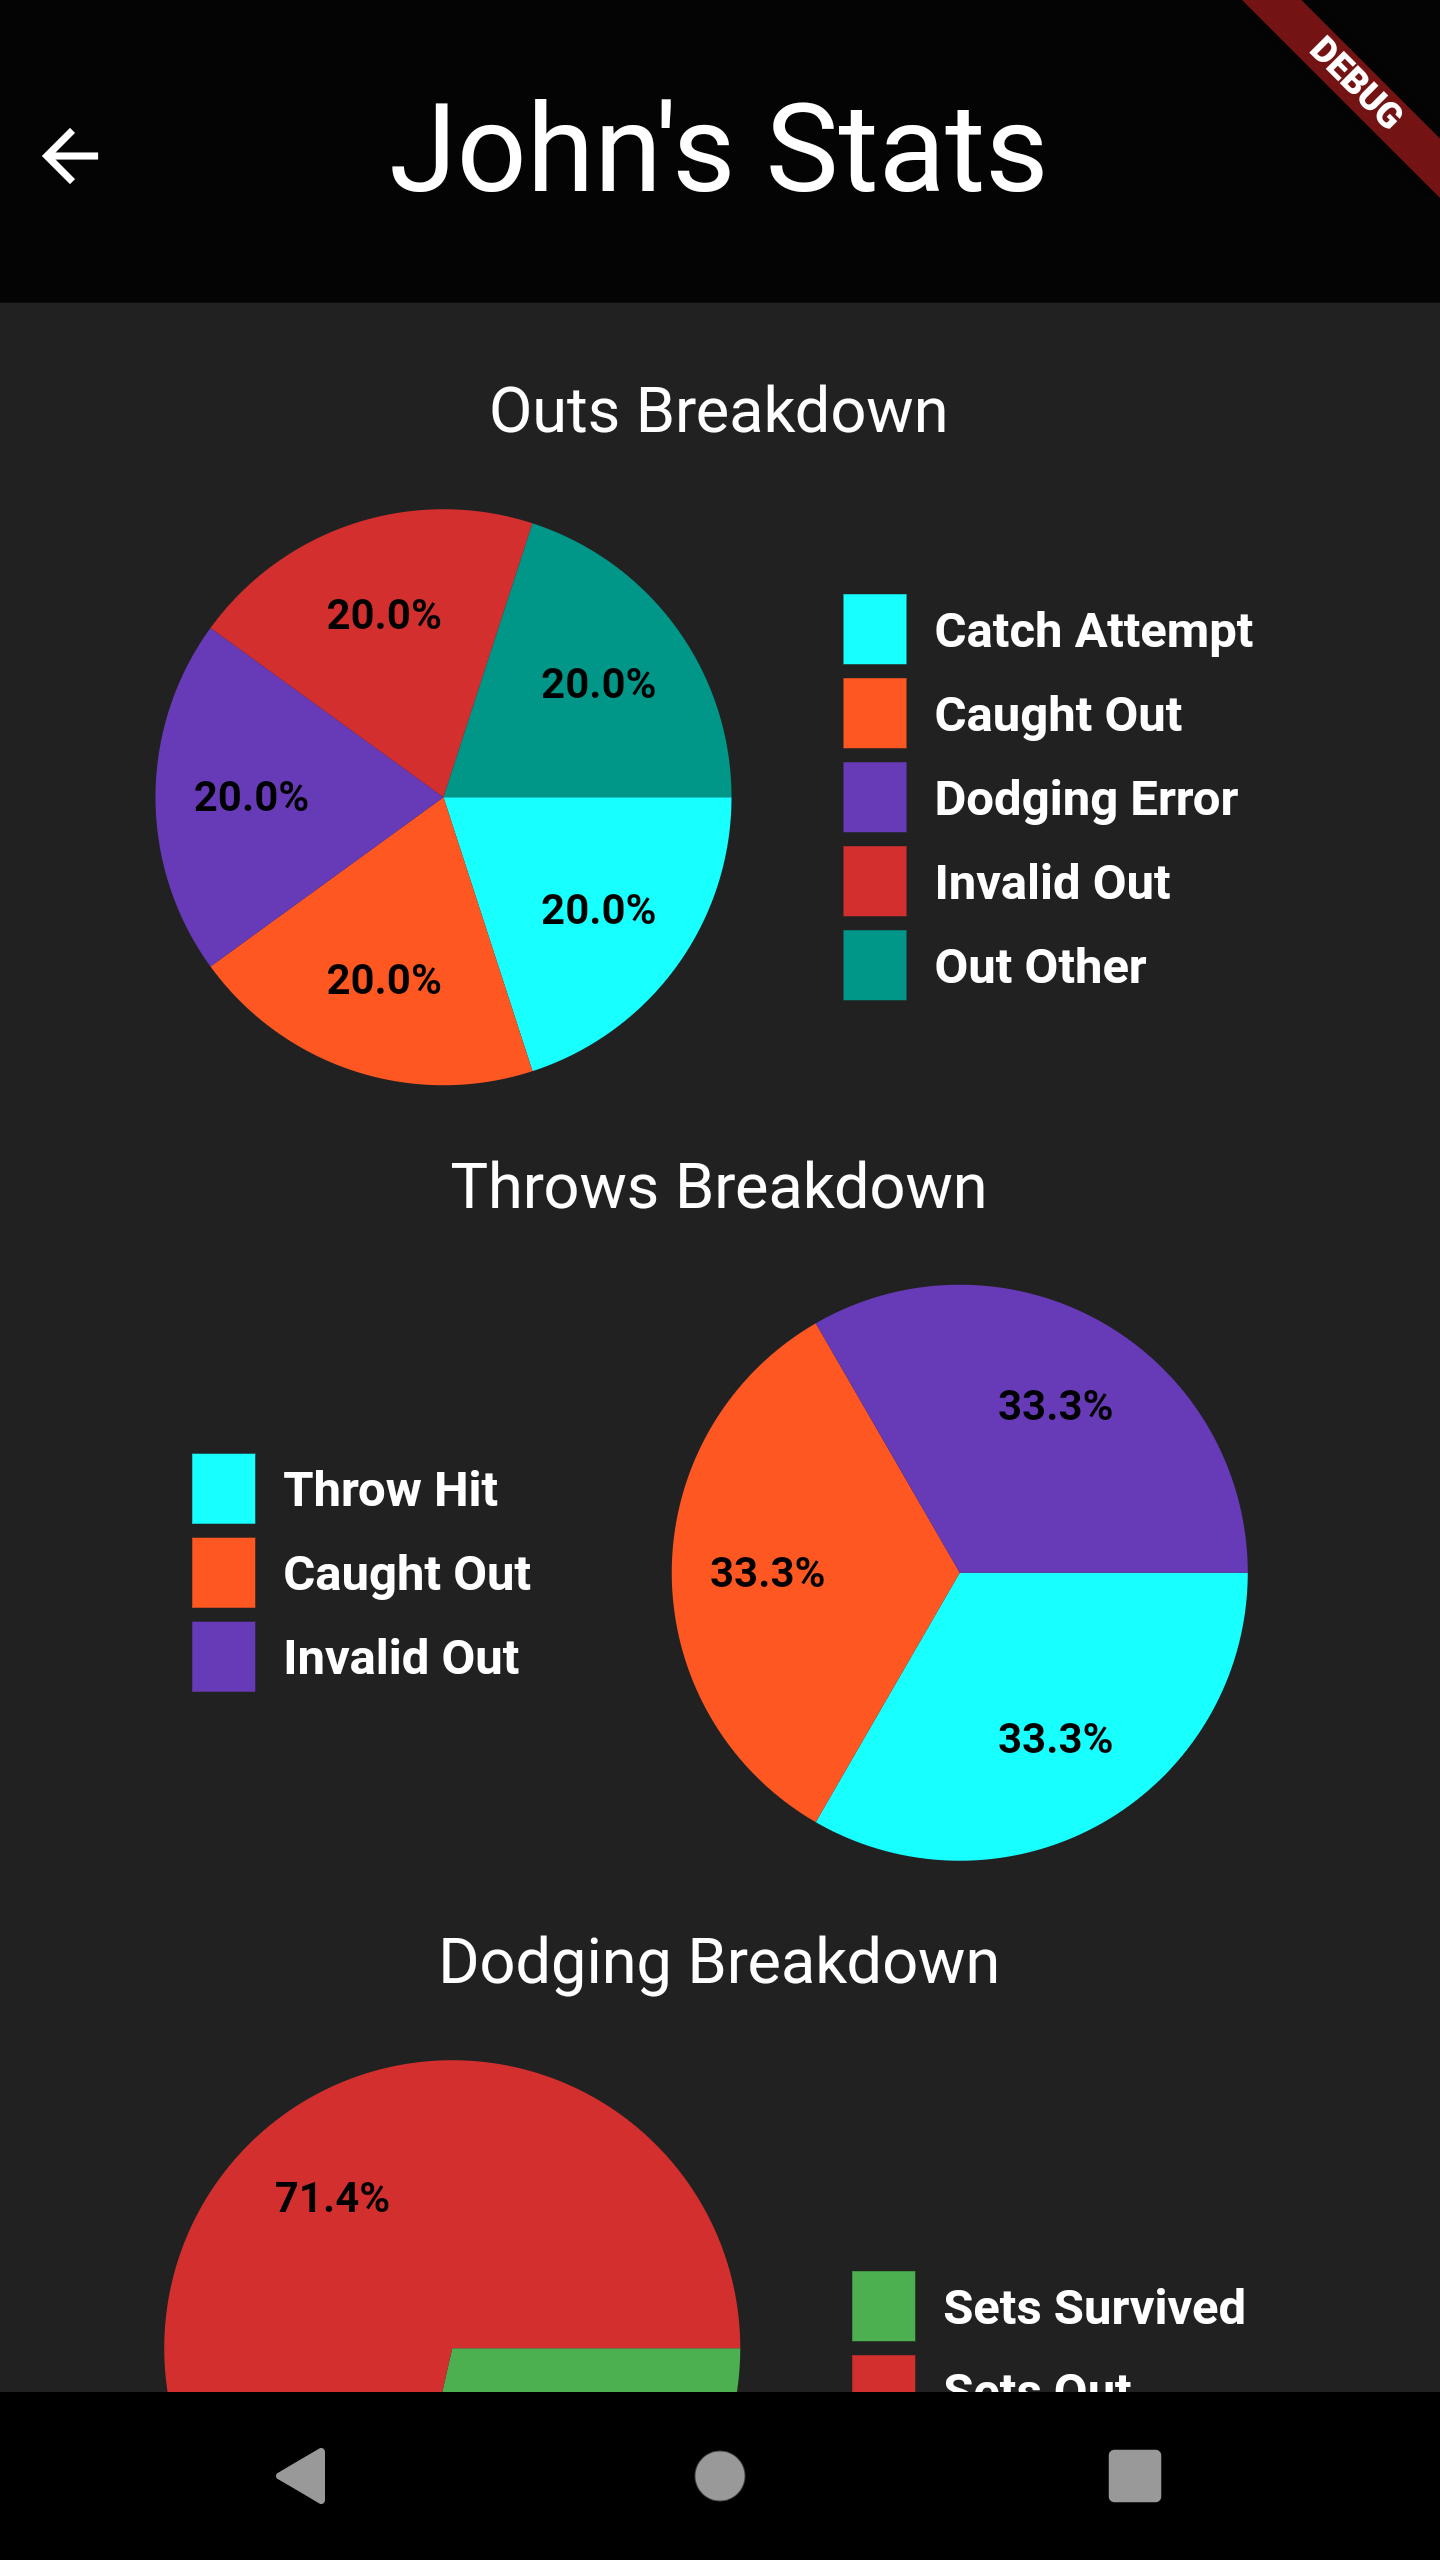 DEBUG
John's Stats
Outs Breakdown
20.0%
20.0%
20.0%
20.0%
20.0%
Catch Attempt
Caught Out
Dodging Error
Invalid Out
Out Other
Throws Breakdown
Throw Hit
Caught Out
Invalid Out
33.3%
33.3%
33.3%
Dodging Breakdown
71.4%
Sets Survived
Sets Out